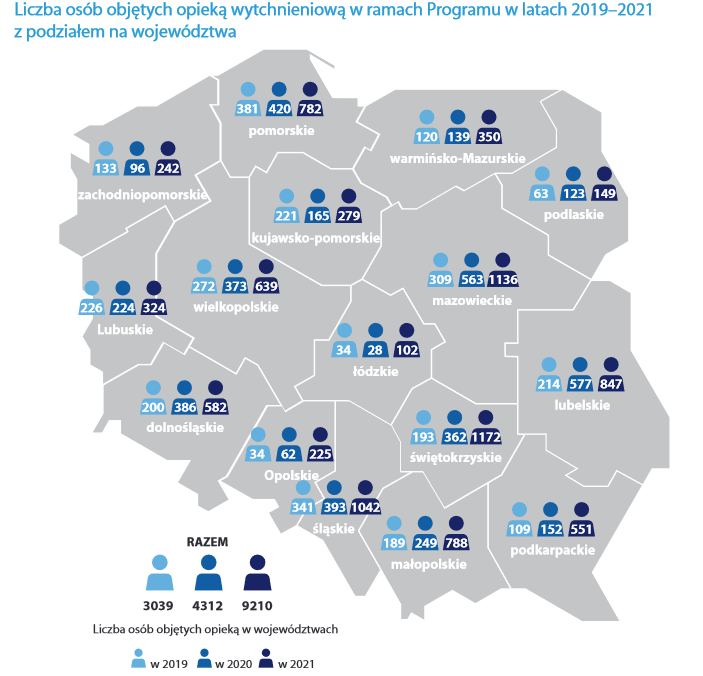 Liczba osób objętych opieką wytchnieniową w ramach Programu w latach 2019–2021
z podziałem na województwa
381 420 782
pomorskie
120 139 350
warmińsko-Mazurskie
133 96 242
zachodniopomorskie
63 123 149
podlaskie
221 165 279
kujawsko-pomorskie
272 373 639
wielkopolskie
309 563 1136
mazowieckie
226 224 324
Lubuskie
34 28 102
łódzkie
214 577 847
lubelskie
200 386 582
dolnośląskie
193 362 1172
świętokrzyskie
34 62 225
Opolskie
341 393 1042
śląskie
189 249 788
małopolskie
109 152 551
podkarpackie
RAZEM
3039 4312 9210
Liczba osób objętych opieką w województwach
w 2019 w 2020 w 2021